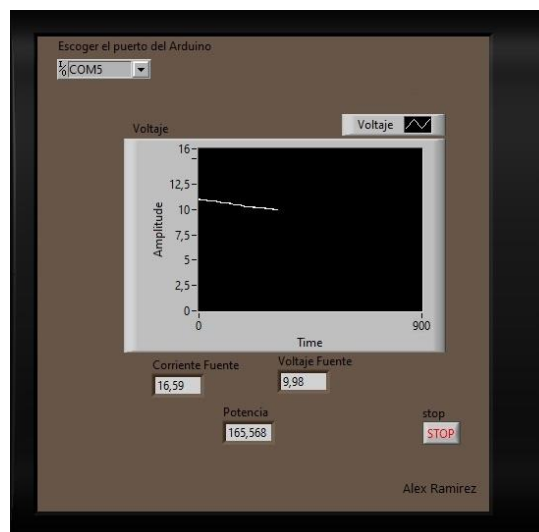 Escoger el puerto del Arduino
I/O COM5
Voltaje
Voltaje
16
12,5
10
7,5
5
2,5
0
Amplitude
0 900
Time
Corriente Fuente Voltaje Fuente
16,59 9,98
Potencia stop
165,568 STOP
Alex Ramirez